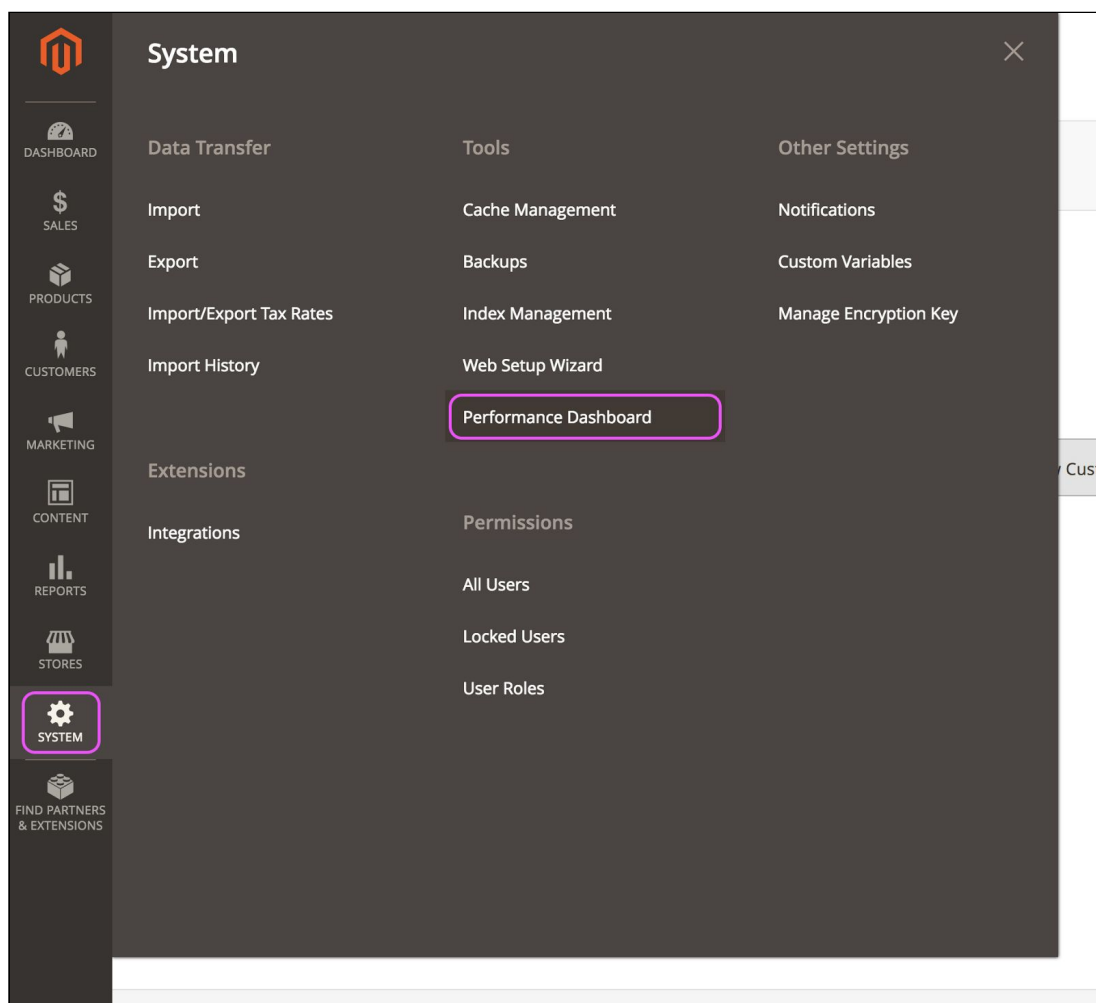 System
DASHBOARD
SALES
PRODUCTS
CUSTOMERS
MARKETING
CONTENT
REPORTS
STORES
SYSTEM
FIND PARTNERS
& EXTENSIONS
Data Transfer
Import
Export
Import/Export Tax Rates
Import History
Extensions
Integrations
Tools
Cache Management
Backups
Index Management
Web Setup Wizard
Performance Dashboard
Permissions
All Users
Locked Users
User Roles
Other Settings
Notifications
Custom Variables
Manage Encryption Key